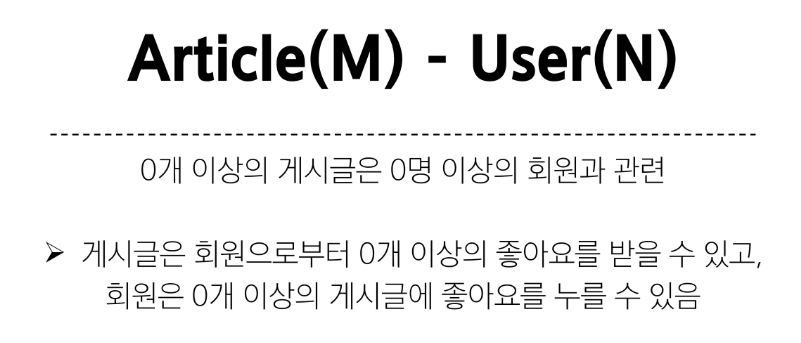 Article(M) - User(N)
0개 이상의 게시글은 0명 이상의 회원과 관련
➢ 게시글은 회원으로부터 0개 이상의 좋아요를 받을 수 있고,
회원은 0개 이상의 게시글에 좋아요를 누를 수 있음